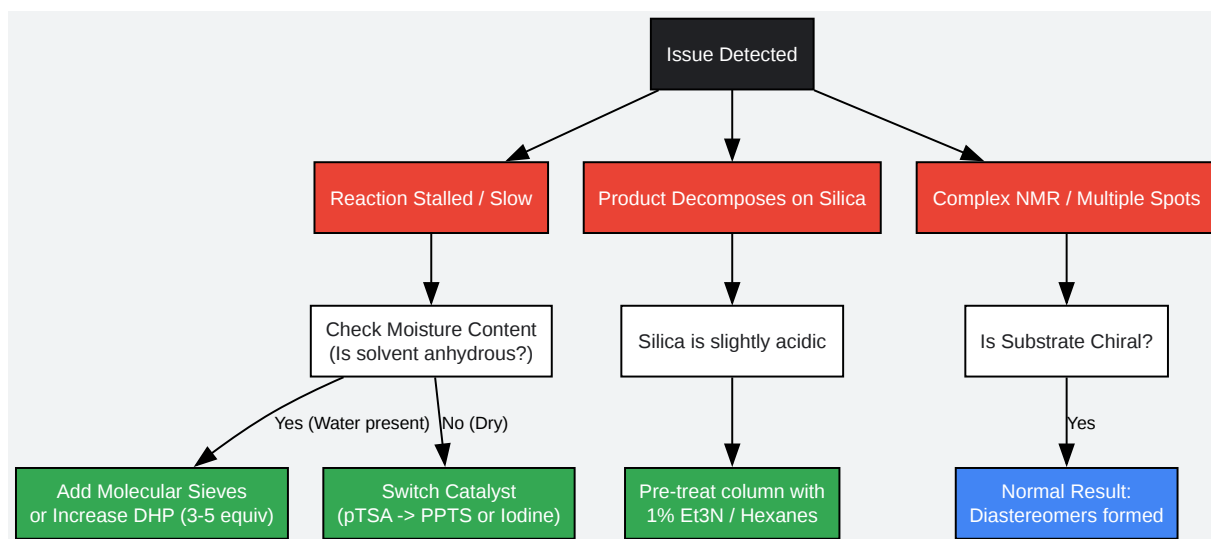 Issue Detected
Reaction Stalled / Slow
Product Decomposes on Silica
Complex NMR / Multiple Spots
Check Moisture Content
(Is solvent anhydrous?)
Silica is slightly acidic
Is Substrate Chiral?
Yes (Water present)
No (Dry)
Yes
Add Molecular Sieves
or Increase DHP (3-5 equiv)
Switch Catalyst
(pTSA -> PPTS or Iodine)
Pre-treat column with
1% Et3N / Hexanes
Normal Result:
Diastereomers formed